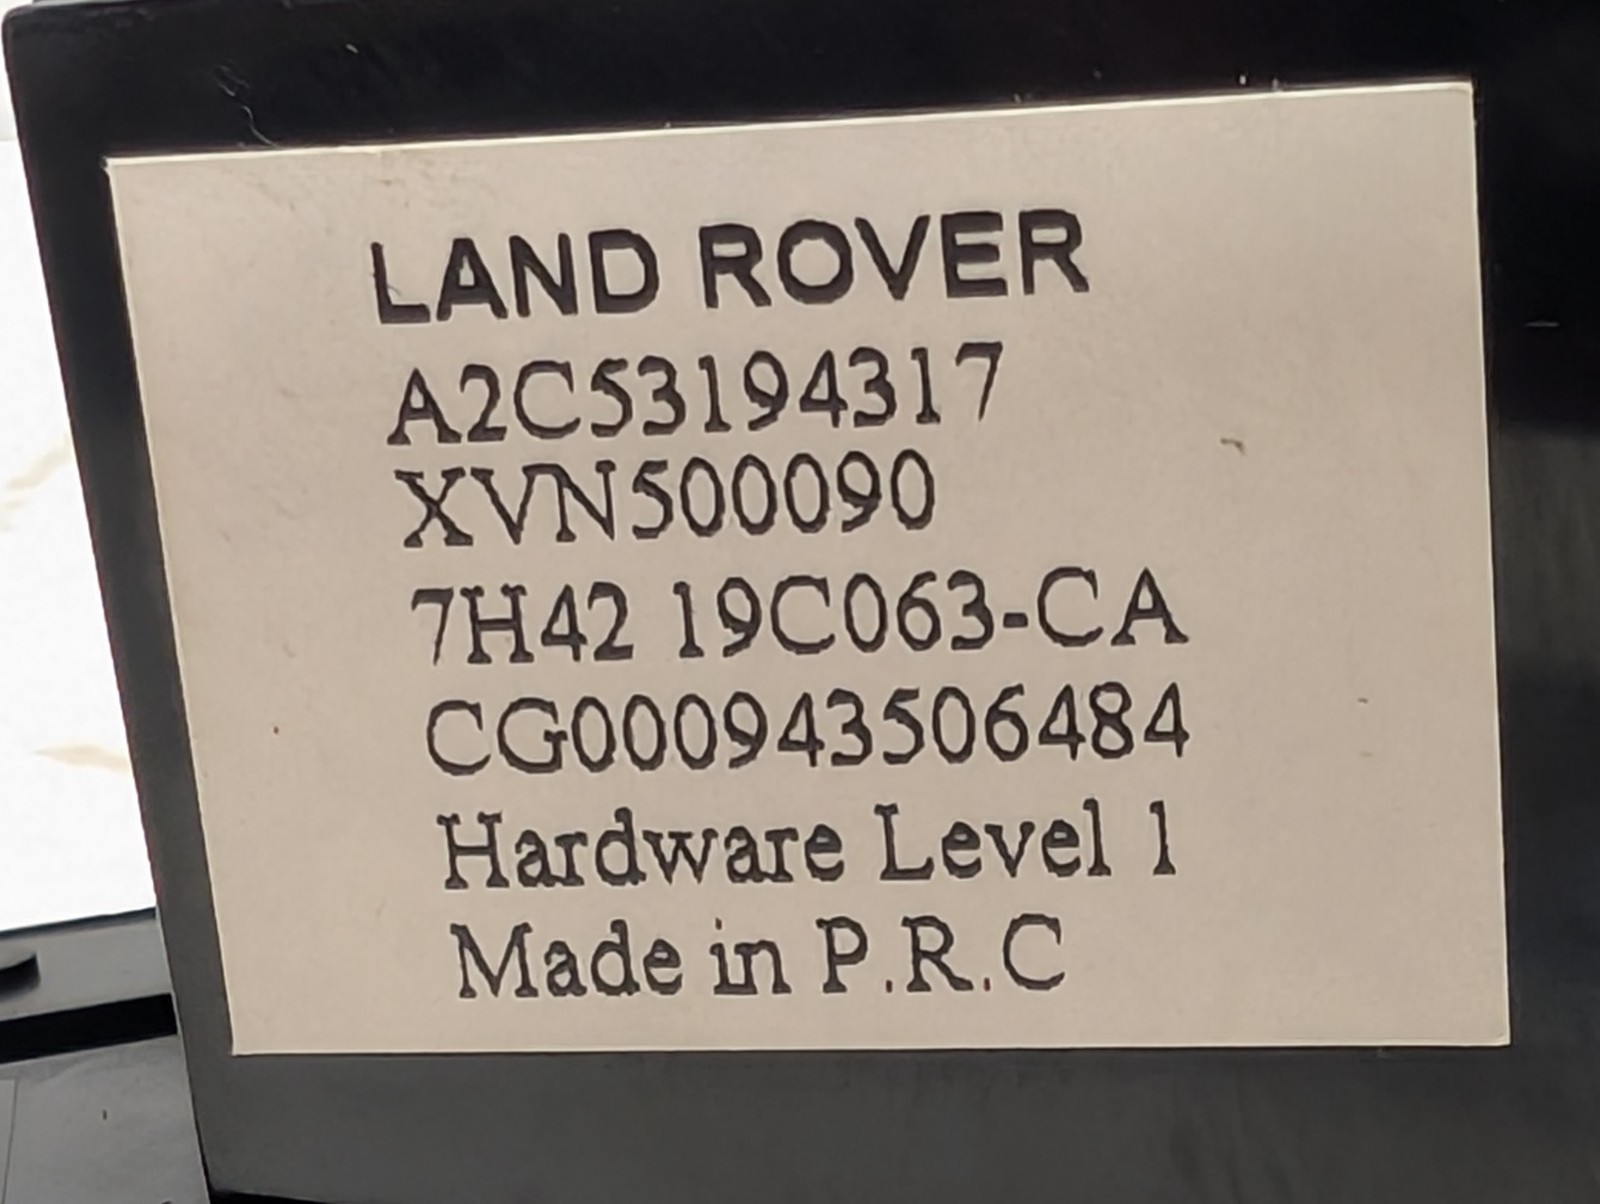 LAND ROVER
A2C53194317
XVN500090
7H42 19C063-CA
CG000943506484
Hardware Level 1
Made in P.R.C